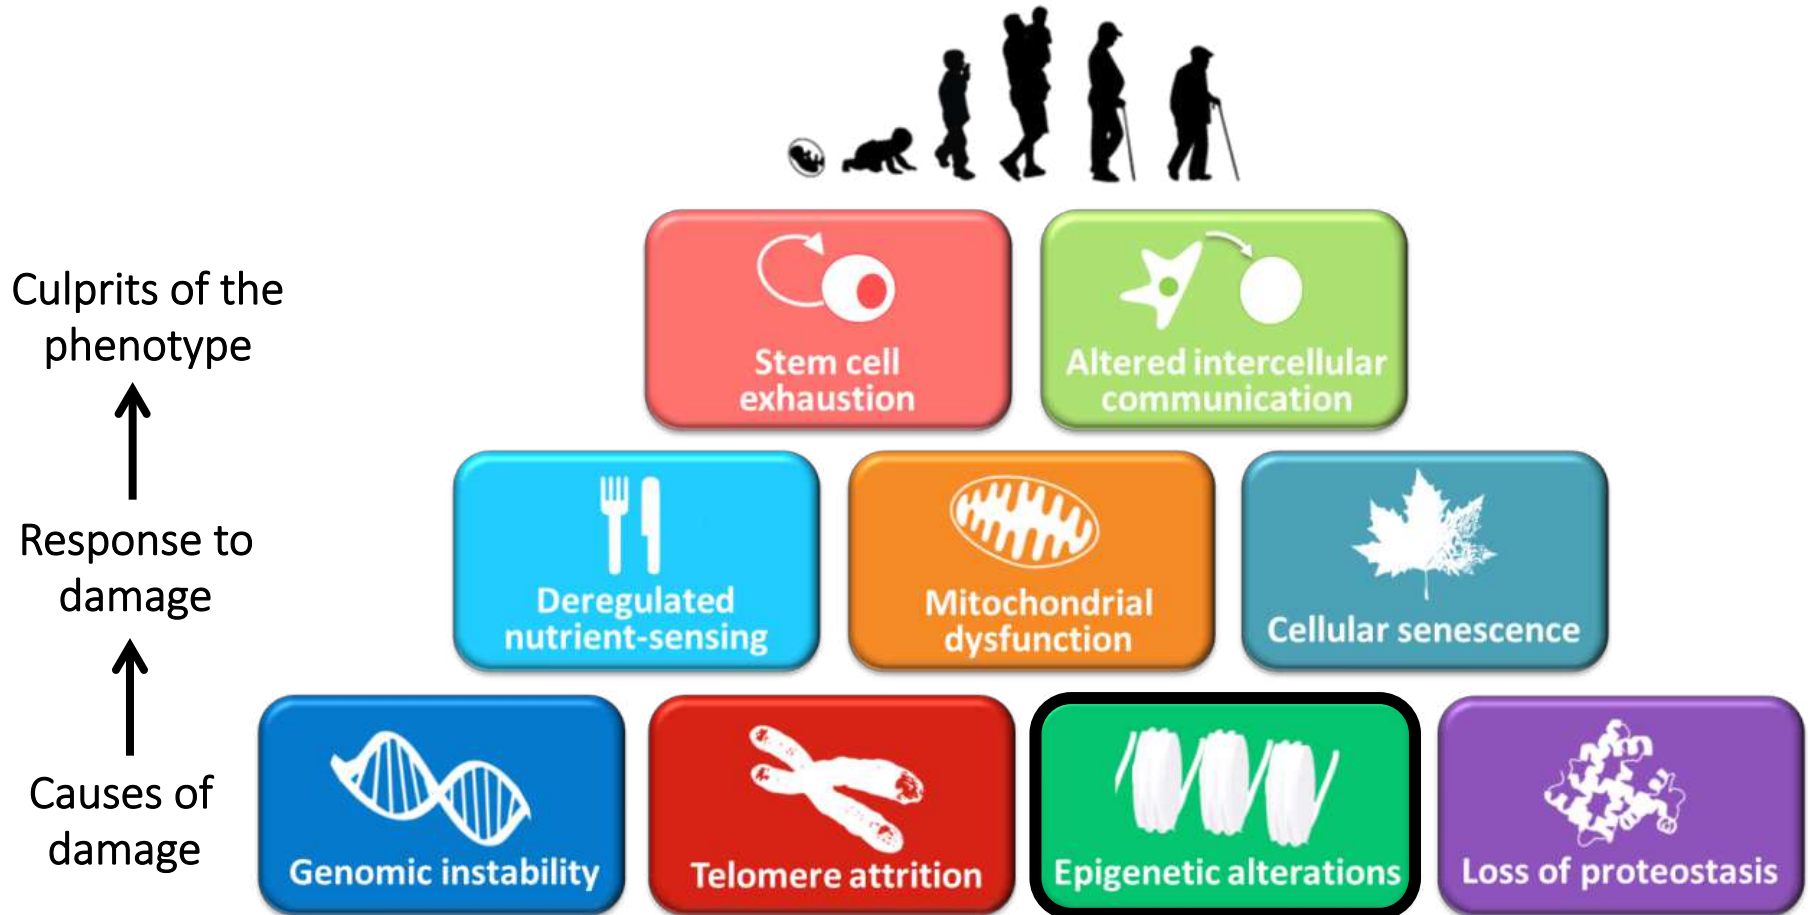 Culprits of the
phenotype
Stem cell
exhaustion
Altered intercellular
communication
Response to
damage
Deregulated
nutrient-sensing
Mitochondrial
dysfunction
Cellular senescence
Causes of
damage
Genomic instability
Telomere attrition
Epigenetic alterations
Loss of proteostasis